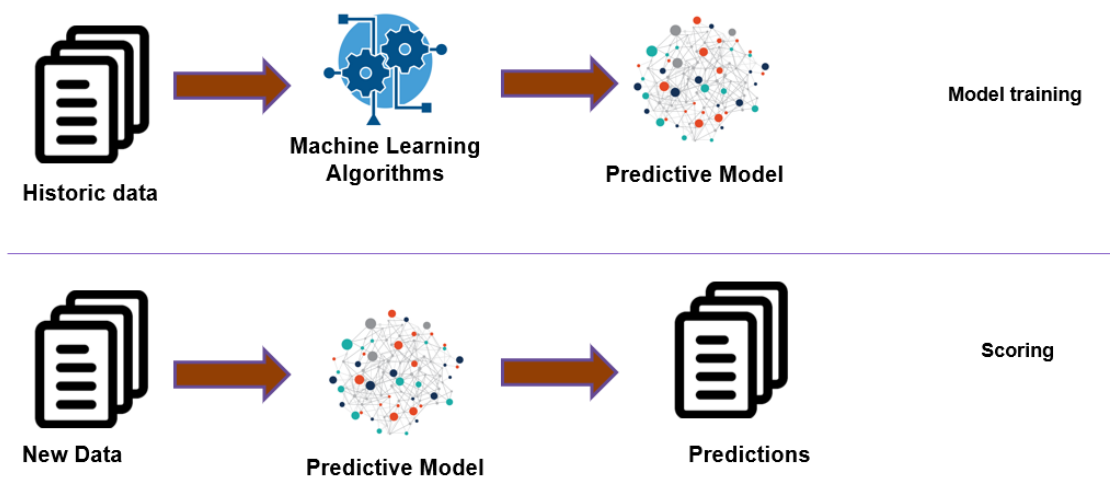 Historic data
Machine Learning
Algorithms
Predictive Model
Model training
New Data
Predictive Model
Predictions
Scoring